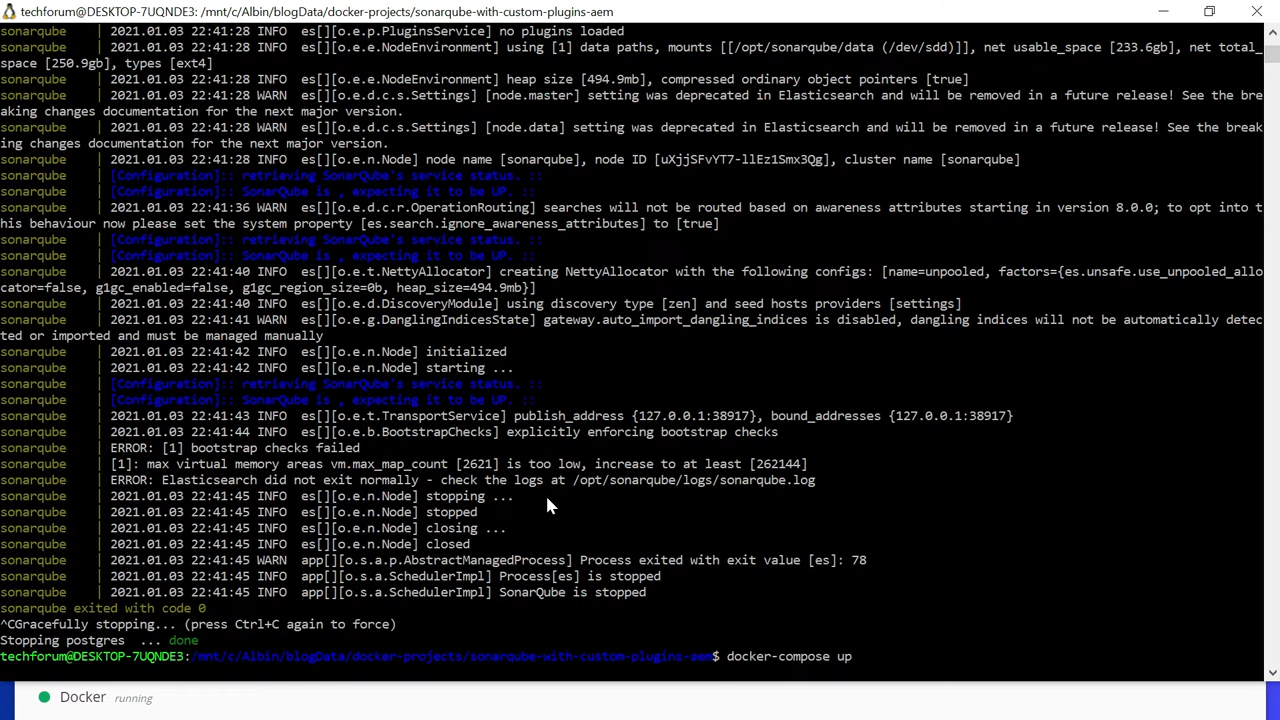 techforum@DESKTOP-7UQNDE3: /mnt/c/Albin/blogData/docker-projects/sonarqube-with-custom-plugins-aem
sonarqube | 2021.01.03 22:41:28 INFO es[][o.e.p.PluginsService] no plugins loaded
sonarqube | 2021.01.03 22:41:28 INFO es[][o.e.e.NodeEnvironment] using [1] data paths, mounts [[/opt/sonarqube/data (/dev/sdd)]], net usable_space [233.6gb], net total_
space [250.9gb], types [ext4]
sonarqube | 2021.01.03 22:41:28 INFO es[][o.e.e.NodeEnvironment] heap size [494.9mb], compressed ordinary object pointers [true]
sonarqube | 2021.01.03 22:41:28 WARN es[][o.e.d.c.s.Settings] [node.master] setting was deprecated in Elasticsearch and will be removed in a future release! See the bre
aking changes documentation for the next major version.
sonarqube | 2021.01.03 22:41:28 WARN es[][o.e.d.c.s.Settings] [node.data] setting was deprecated in Elasticsearch and will be removed in a future release! See the break
ing changes documentation for the next major version.
sonarqube | 2021.01.03 22:41:28 INFO es[][o.e.n.Node] node name [sonarqube], node ID [uXjjSFvYT7-llEz1Smx3Qg], cluster name [sonarqube]
sonarqube | [Configuration]:: retrieving SonarQube's service status. ::
sonarqube | [Configuration]:: SonarQube is , expecting it to be UP. ::
sonarqube | 2021.01.03 22:41:36 WARN es[][o.e.d.c.r.OperationRouting] searches will not be routed based on awareness attributes starting in version 8.0.0; to opt into t
his behaviour now please set the system property [es.search.ignore_awareness_attributes] to [true]
sonarqube | [Configuration]:: retrieving SonarQube's service status. ::
sonarqube | [Configuration]:: SonarQube is , expecting it to be UP. ::
sonarqube | 2021.01.03 22:41:40 INFO es[][o.e.t.NettyAllocator] creating NettyAllocator with the following configs: [name=unpooled, factors={es.unsafe.use_unpooled_allo
cator=false, g1gc_enabled=false, g1gc_region_size=0b, heap_size=494.9mb}]
sonarqube | 2021.01.03 22:41:40 INFO es[][o.e.d.DiscoveryModule] using discovery type [zen] and seed hosts providers [settings]
sonarqube | 2021.01.03 22:41:41 WARN es[][o.e.g.DanglingIndicesState] gateway.auto_import_dangling_indices is disabled, dangling indices will not be automatically detec
ted or imported and must be managed manually
sonarqube | 2021.01.03 22:41:42 INFO es[][o.e.n.Node] initialized
sonarqube | 2021.01.03 22:41:42 INFO es[][o.e.n.Node] starting ...
sonarqube | [Configuration]:: retrieving SonarQube's service status. ::
sonarqube | [Configuration]:: SonarQube is , expecting it to be UP. ::
sonarqube | 2021.01.03 22:41:43 INFO es[][o.e.t.TransportService] publish_address {127.0.0.1:38917}, bound_addresses {127.0.0.1:38917}
sonarqube | 2021.01.03 22:41:44 INFO es[][o.e.b.BootstrapChecks] explicitly enforcing bootstrap checks
sonarqube | ERROR: [1] bootstrap checks failed
sonarqube | [1]: max virtual memory areas vm.max_map_count [2621] is too low, increase to at least [262144]
sonarqube | ERROR: Elasticsearch did not exit normally - check the logs at /opt/sonarqube/logs/sonarqube.log
sonarqube | 2021.01.03 22:41:45 INFO es[][o.e.n.Node] stopping ...
sonarqube | 2021.01.03 22:41:45 INFO es[][o.e.n.Node] stopped
sonarqube | 2021.01.03 22:41:45 INFO es[][o.e.n.Node] closing ...
sonarqube | 2021.01.03 22:41:45 INFO es[][o.e.n.Node] closed
sonarqube | 2021.01.03 22:41:45 WARN app[][o.s.a.p.AbstractManagedProcess] Process exited with exit value [es]: 78
sonarqube | 2021.01.03 22:41:45 INFO app[][o.s.a.SchedulerImpl] Process[es] is stopped
sonarqube | 2021.01.03 22:41:45 INFO app[][o.s.a.SchedulerImpl] SonarQube is stopped
sonarqube exited with code 0
^CGracefully stopping... (press Ctrl+C again to force)
Stopping postgres ... done
techforum@DESKTOP-7UQNDE3:/mnt/c/Albin/blogData/docker-projects/sonarqube-with-custom-plugins-aem$ docker-compose up
Docker running